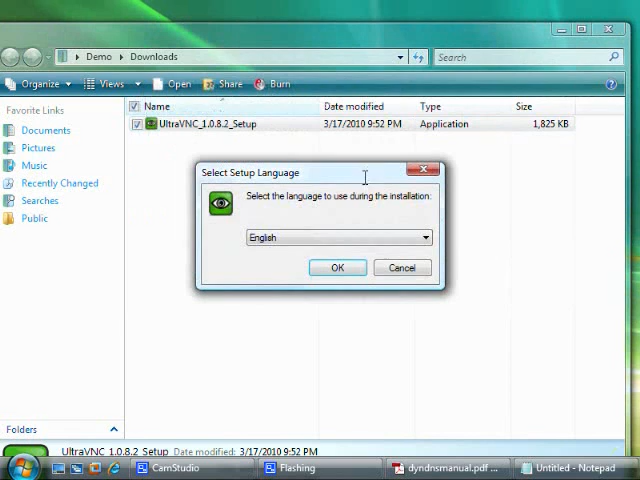 Demo Downloads Search
Organize Views Open Share Burn
Favorite Links
Documents
Pictures
Music
Recently Changed
Searches
Public
Folders
Name Date modified Type Size
UltraVNC_1.0.8.2_Setup 3/17/2010 9:52 PM Application 1,825 KB
Select Setup Language
Select the language to use during the installation:
English
OK Cancel
UltraVNC_1.0.8.2_Setup Date modified: 3/17/2010 9:52 PM
CamStudio Flashing dyndnsmanual.pdf ... Untitled - Notepad